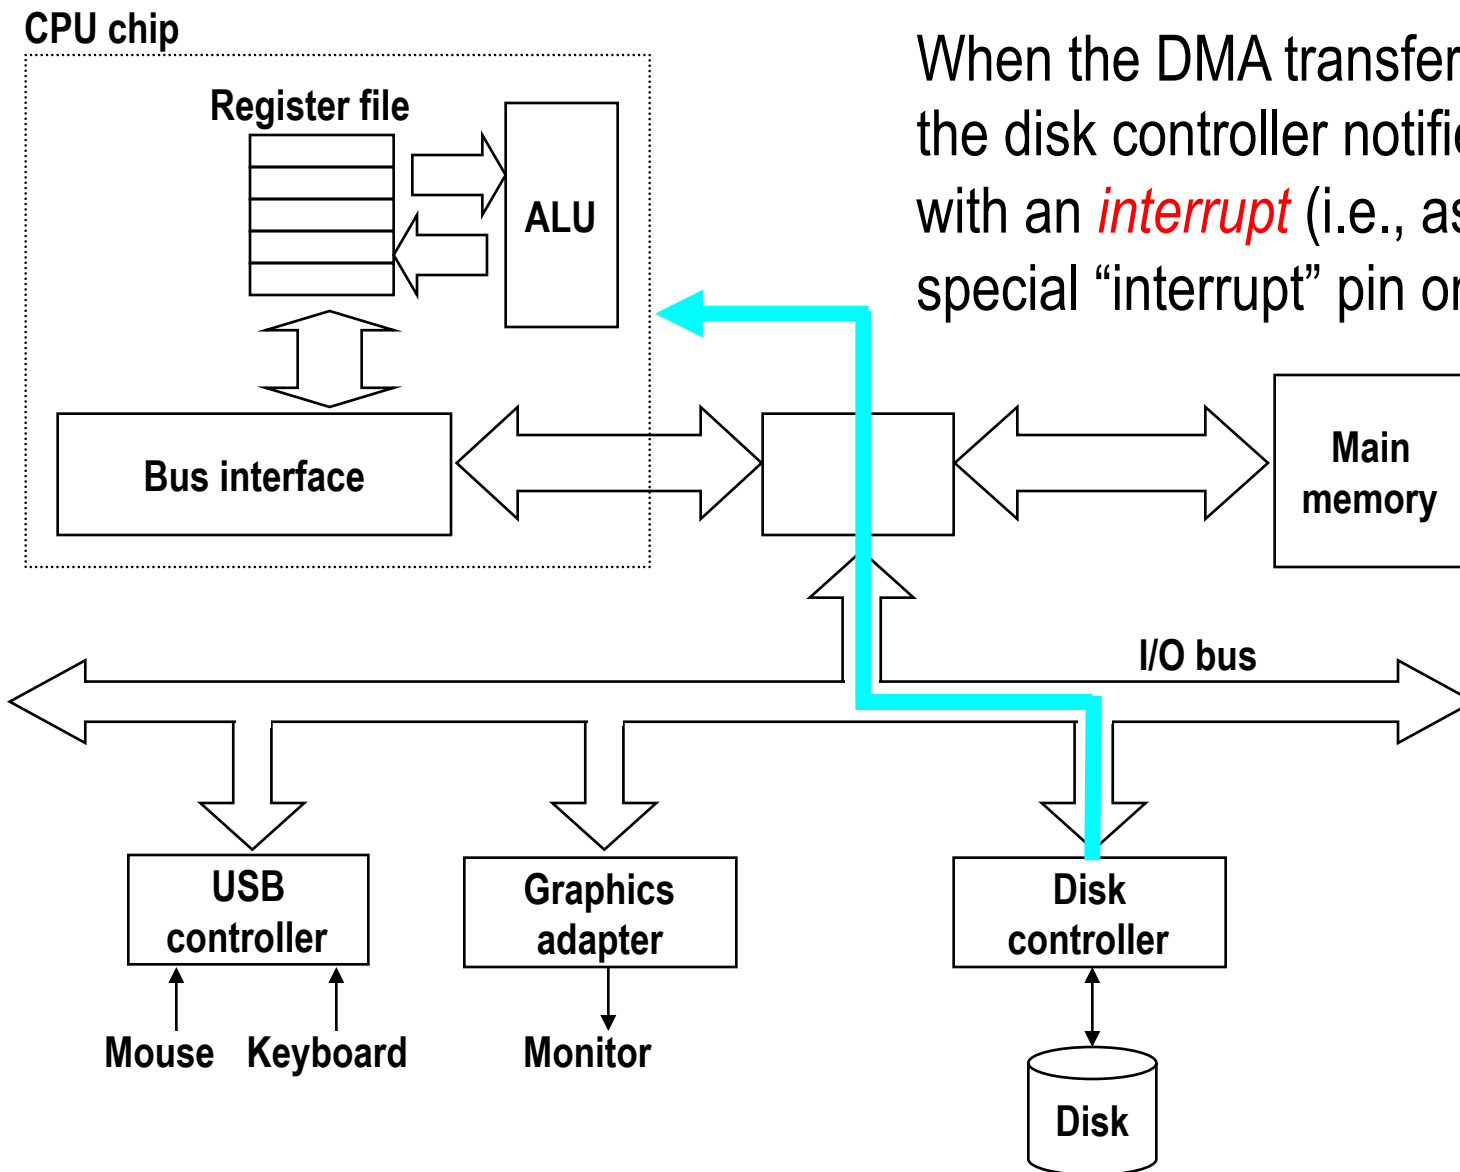 CPU chip
When the DMA transfer
the disk controller notifie
with an interrupt (i.e., as
special “interrupt” pin or
Register file
ALU
Bus interface
Main
memory
I/O bus
USB
controller
Graphics
adapter
Disk
controller
Mouse
Keyboard
Monitor
Disk